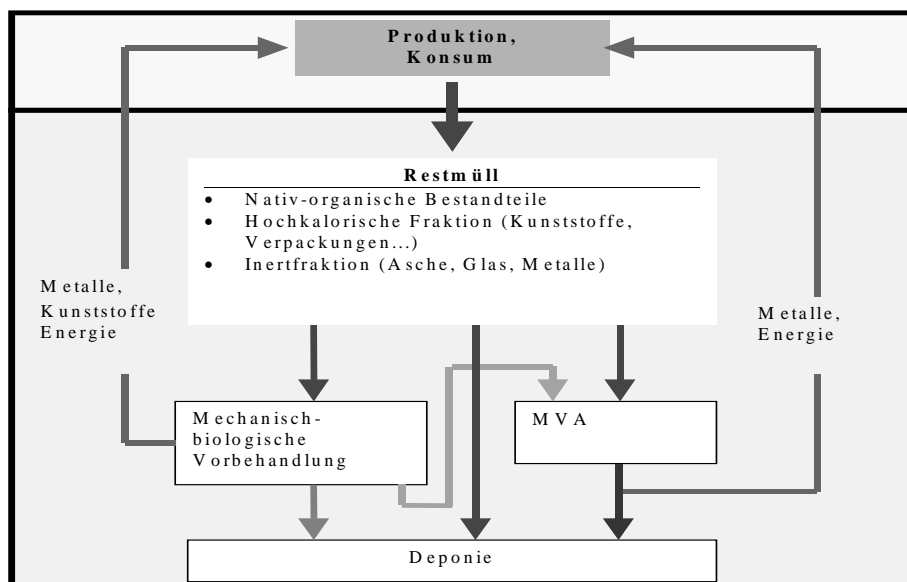 Produktion,
Konsum
Restmüll
• Nativ-organische Bestandteile
• Hochkalorische Fraktion (Kunststoffe,
Verpackungen...)
• Inertfraktion (Asche, Glas, Metalle)
Metalle,
Kunststoffe
Energie
Metalle,
Energie
Mechanisch-
biologische
Vorbehandlung
MVA
Deponie